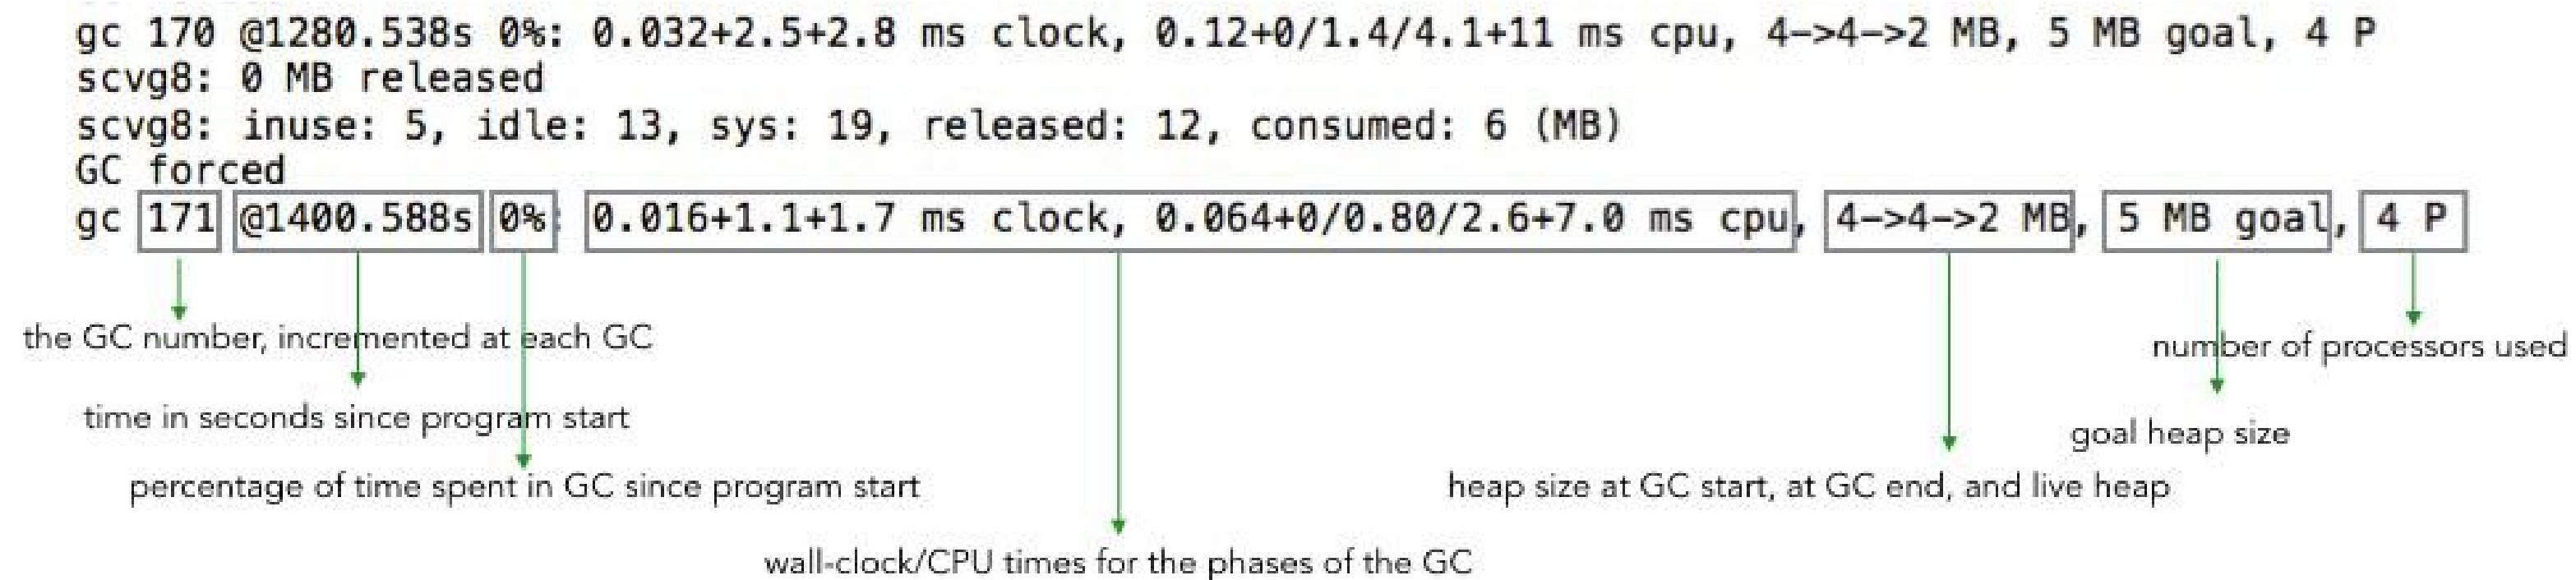 gc 170 @1280.538s 0%: 0.032+2.5+2.8 ms clock, 0.12+0/1.4/4.1+11 ms cpu, 4->4->2 MB, 5 MB goal, 4 P
scvg8: 0 MB released
scvg8: inuse: 5, idle: 13, sys: 19, released: 12, consumed: 6 (MB)
GC forced
gc 171 @1400.588s 0%: 0.016+1.1+1.7 ms clock, 0.064+0/0.80/2.6+7.0 ms cpu, 4->4->2 MB, 5 MB goal, 4 P
the GC number, incremented at each GC
number of processors used
time in seconds since program start
goal heap size
percentage of time spent in GC since program start
heap size at GC start, at GC end, and live heap
wall-clock/CPU times for the phases of the GC